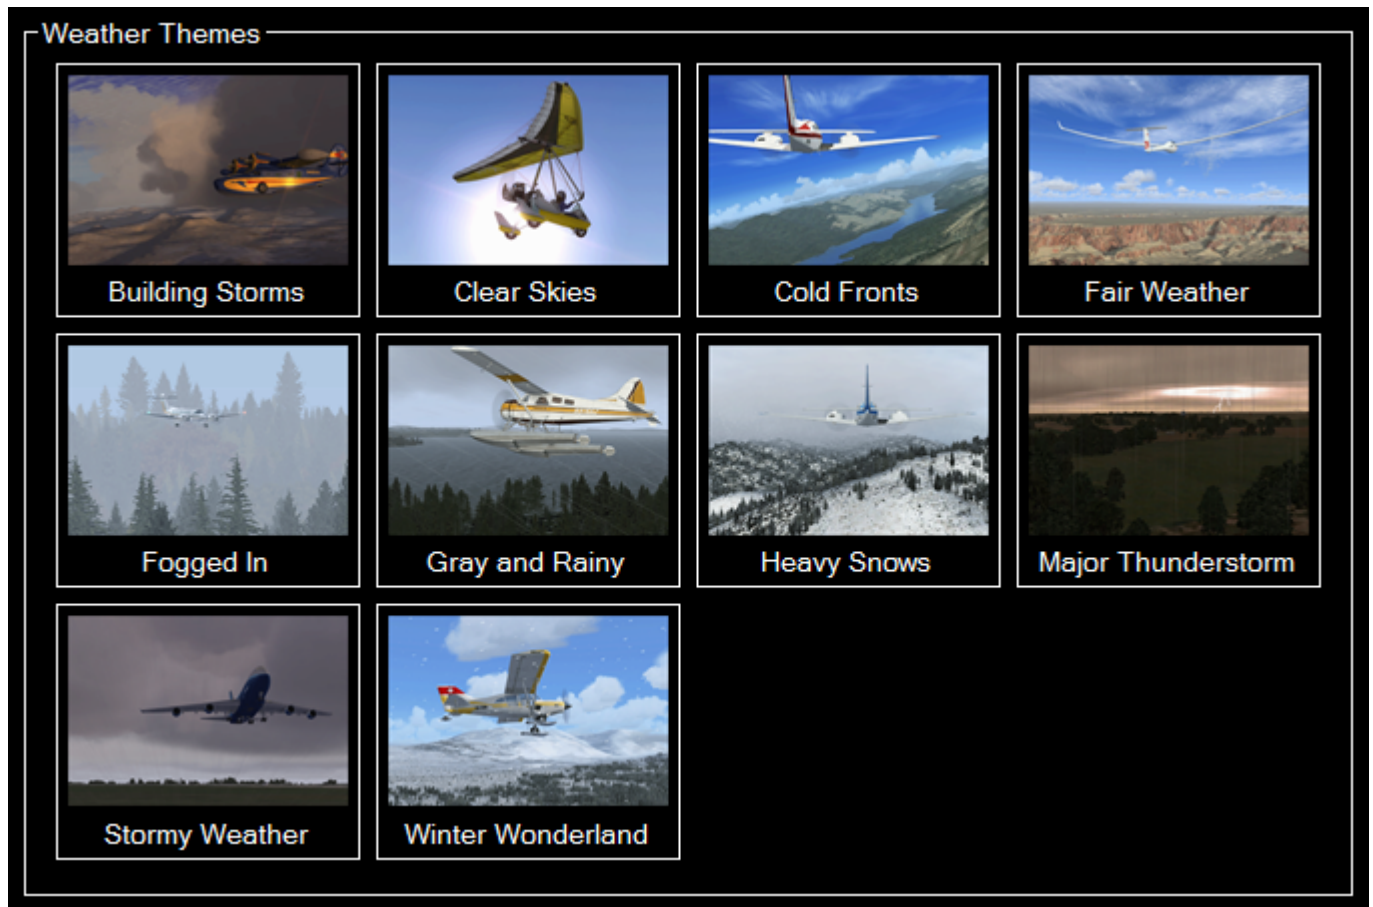 Weather Themes
Building Storms
Clear Skies
Cold Fronts
Fair Weather
Fogged In
Gray and Rainy
Heavy Snows
Major Thunderstorm
Stormy Weather
Winter Wonderland